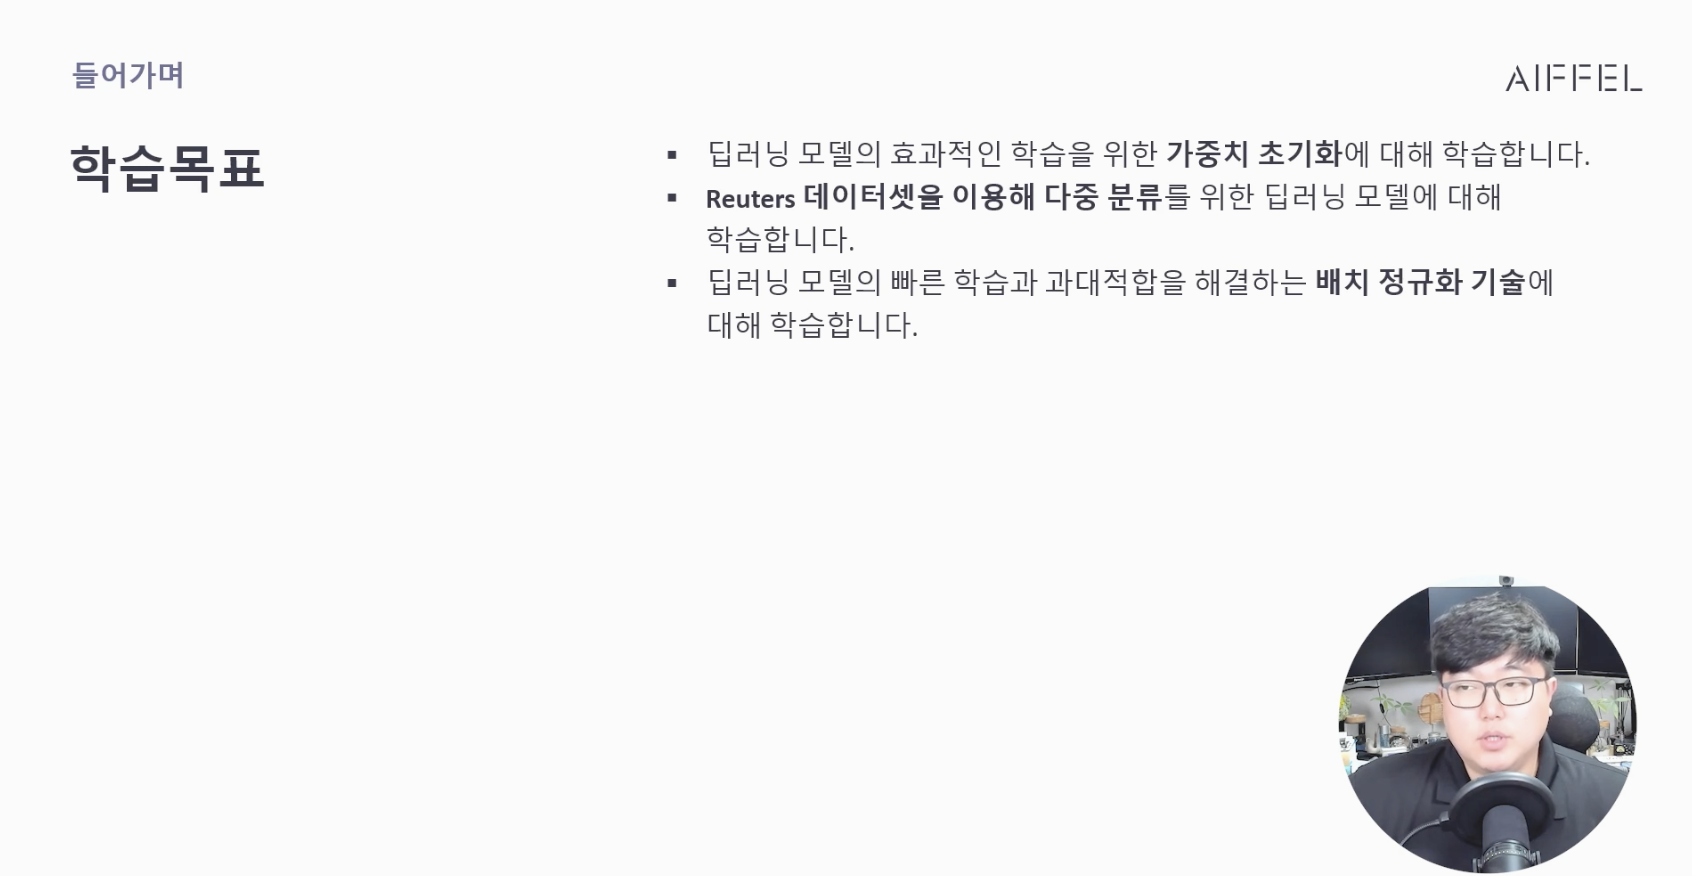 들어가며
AIFFEL
학습목표
▪ 딥러닝 모델의 효과적인 학습을 위한 가중치 초기화에 대해 학습합니다.
▪ Reuters 데이터셋을 이용해 다중 분류를 위한 딥러닝 모델에 대해
학습합니다.
▪ 딥러닝 모델의 빠른 학습과 과대적합을 해결하는 배치 정규화 기술에
대해 학습합니다.